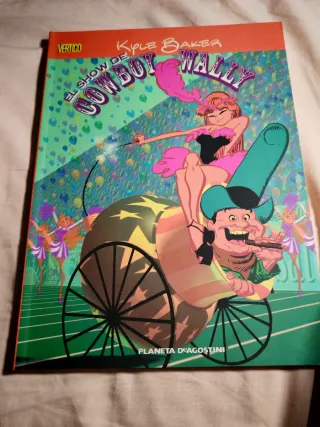 VERTIGO
KYLE BAKER
EL SHOW DE
COWBOY WALLY
PLANETA DEAGOSTINI